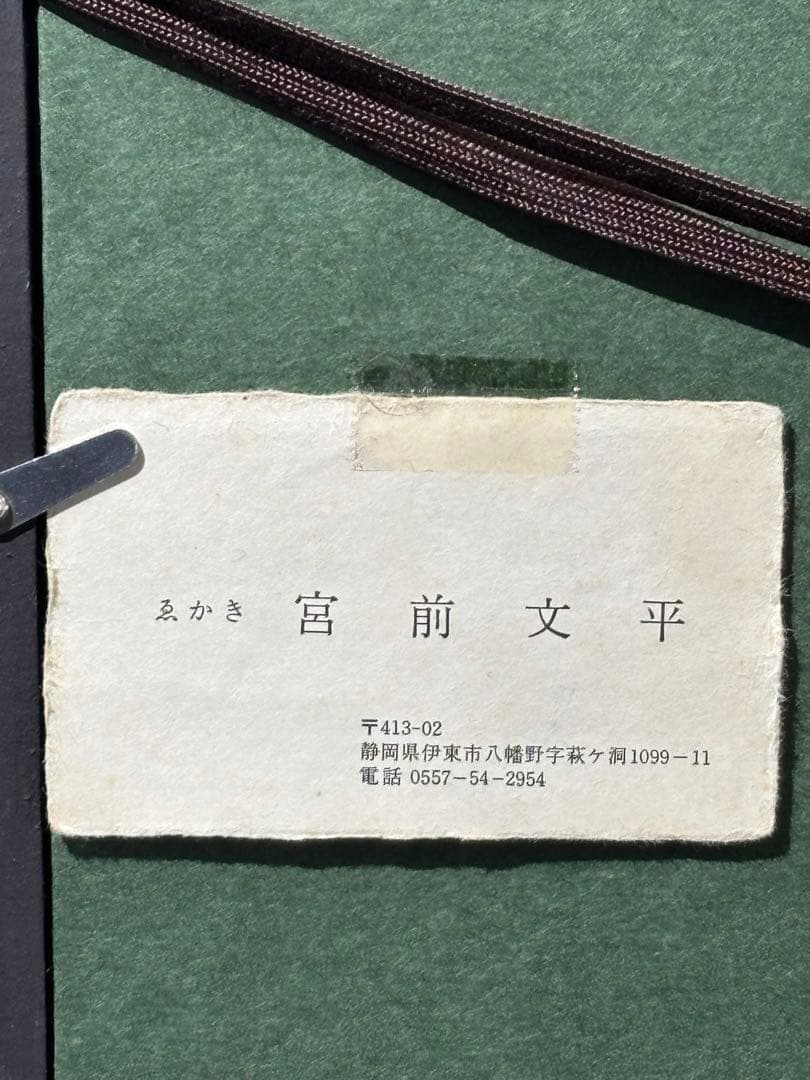 ゑかき 宮前文平
〒413-02
静岡県伊東市八幡野字萩ケ洞1099-11
電話 0557-54-2954